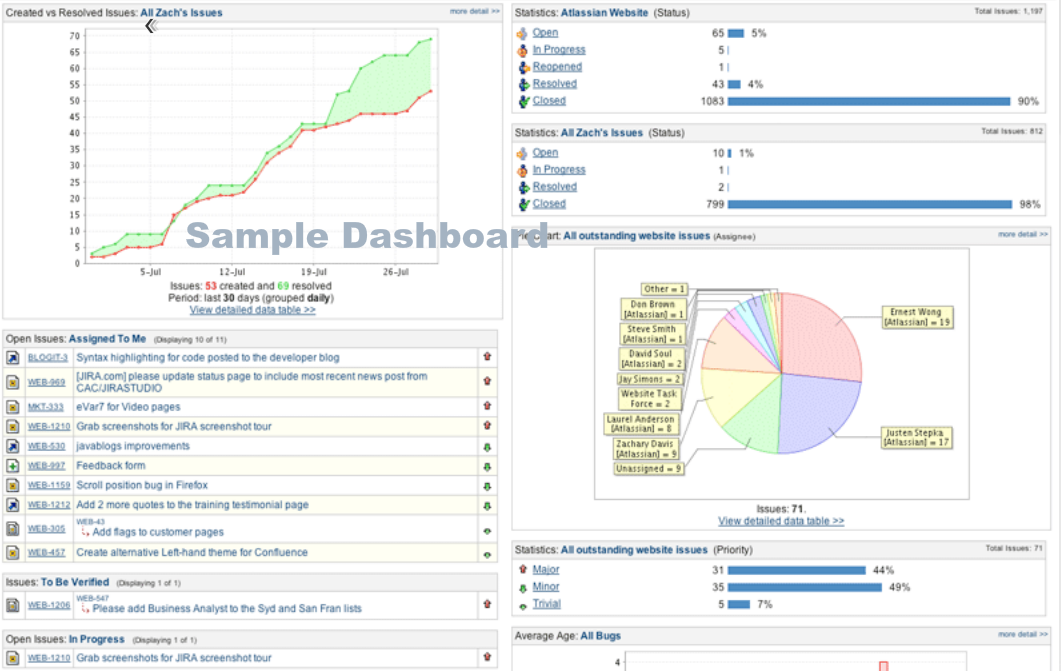 Created vs Resolved Issues: All Zach's Issues
more detail >>
70
65
60
55
50
45
40
35
30
25
20
15
10
5
0
5-Jul
12-Jul
19-Jul
26-Jul
Issues: 53 created and 69 resolved
Period: last 30 days (grouped daily)
View detailed data table >>
Sample Dashboard
Open Issues: Assigned To Me (Displaying 10 of 11)
BLOGIT-3 Syntax highlighting for code posted to the developer blog
WEB-969 [JIRA.com] please update status page to include most recent news post from
CAC/JIRASTUDIO
MKT-333 eVar7 for Video pages
WEB-1210 Grab screenshots for JIRA screenshot tour
WEB-530 javablogs improvements
WEB-997 Feedback form
WEB-1159 Scroll position bug in Firefox
WEB-1212 Add 2 more quotes to the training testimonial page
WEB-43
WEB-305 Add flags to customer pages
WEB-457 Create alternative Left-hand theme for Confluence
Issues: To Be Verified (Displaying 1 of 1)
WEB-547
WEB-1206 Please add Business Analyst to the Syd and San Fran lists
Open Issues: In Progress (Displaying 1 of 1)
WEB-1210 Grab screenshots for JIRA screenshot tour
Statistics: Atlassian Website (Status)
Total Issues: 1,197
Open 65 5%
In Progress 5
Reopened 1
Resolved 43 4%
Closed 1083 90%
Statistics: All Zach's Issues (Status)
Total Issues: 812
Open 10 1%
In Progress 1
Resolved 2
Closed 799 98%
Pie Chart: All outstanding website issues (Assignee)
more detail >>
Other = 1
Don Brown
[Atlassian] = 1
Steve Smith
[Atlassian] = 1
David Soul
[Atlassian] = 2
Jay Simons = 2
Website Task
Force = 2
Laurel Anderson
[Atlassian] = 8
Zachary Davis
[Atlassian] = 9
Unassigned = 9
Ernest Wong
[Atlassian] = 19
Justen Stepka
[Atlassian] = 17
Issues: 71.
View detailed data table >>
Statistics: All outstanding website issues (Priority)
Total Issues: 71
Major 31 44%
Minor 35 49%
Trivial 5 7%
Average Age: All Bugs
more detail >>
4